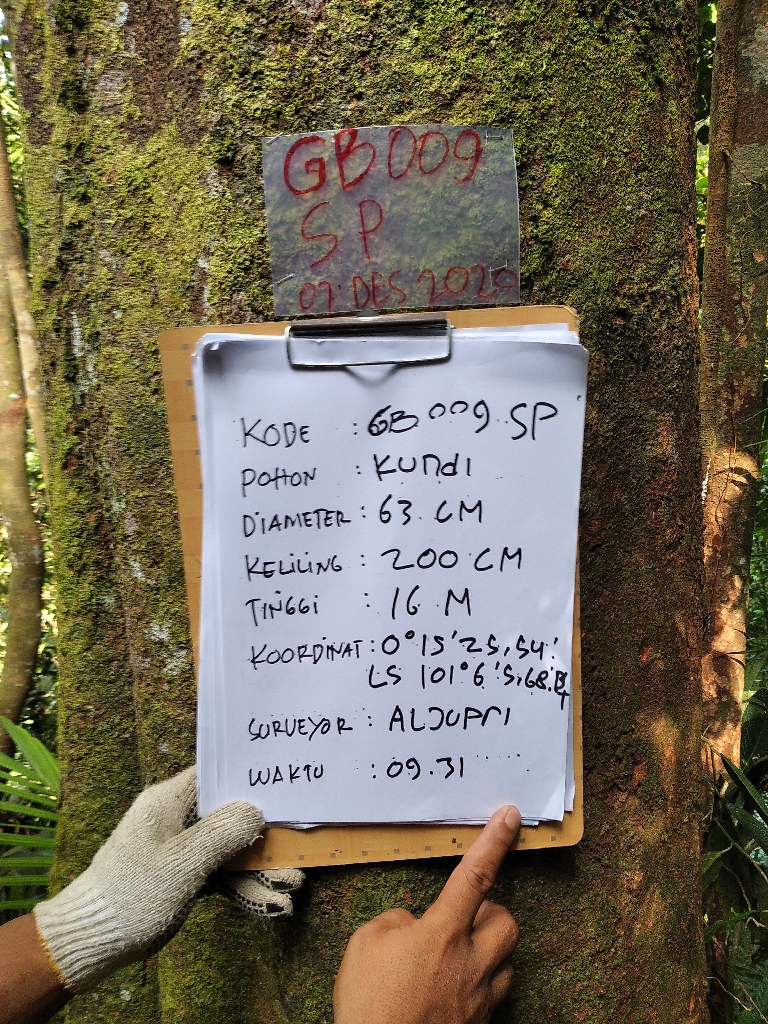 GB009
SP
07 DES 2020
KODE : GB 009 SP
POHON : KUNdI
DIAMETER : 63 CM
KELILING : 200 CM
TINGGI : 16 M
KOORDINAT : 0° 15' 25,54'
LS 101° 6' 5,68 BT
SURVEYOR : ALJUPRI
WAKTU : 09.31